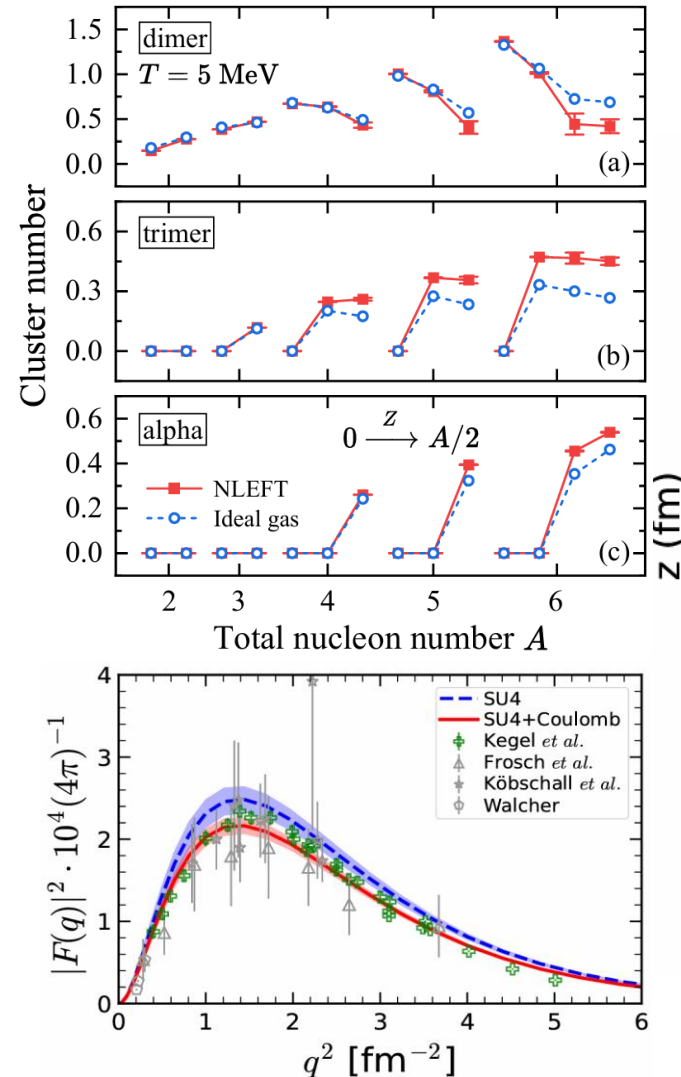 dimer
T = 5 MeV
1.5
1.0
0.5
0.0
(a)
trimer
0.6
0.3
0.0
(b)
Cluster number
alpha
0 —Z→ A/2
0.6
0.4
0.2
0.0
NLEFT
Ideal gas
(c)
z (fm)
2 3 4 5 6
Total nucleon number A
SU4
SU4+Coulomb
Kegel et al.
Frosch et al.
Köbschall et al.
Walcher
4
3
2
1
0
|F(q)|² · 10⁴(4π)⁻¹
0 1 2 3 4 5 6
q² [fm⁻²]